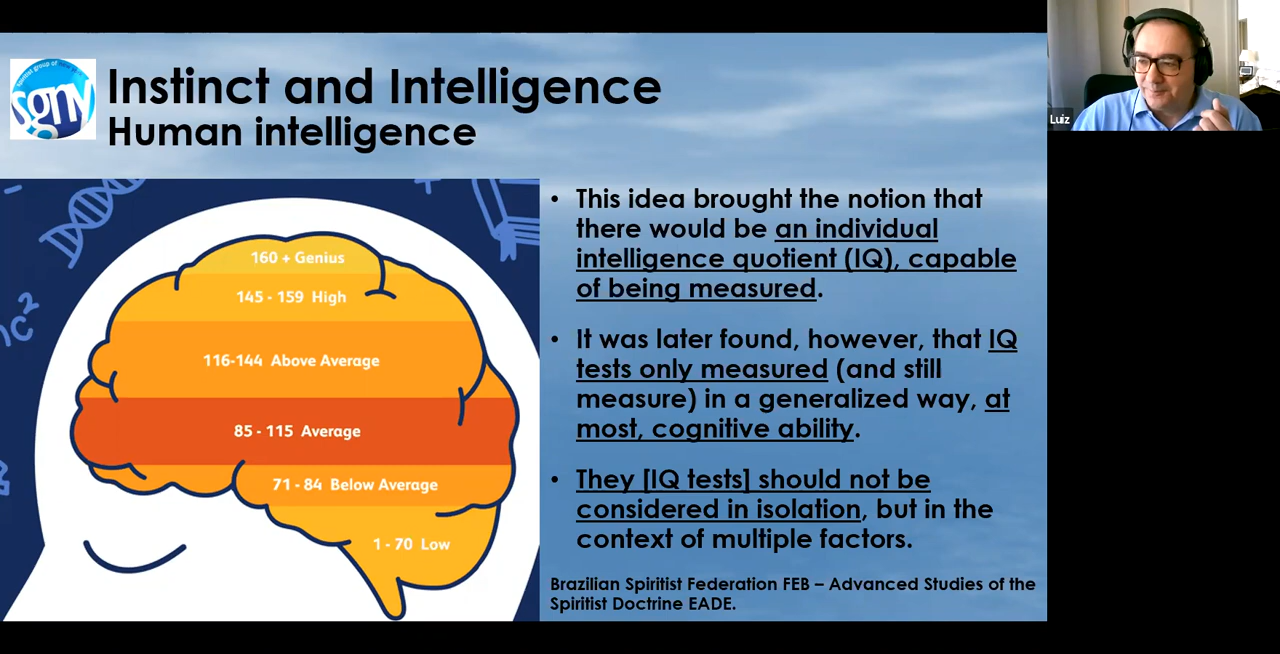 Instinct and Intelligence
Human intelligence
sgny
160 + Genius
145 - 159 High
116-144 Above Average
85 - 115 Average
71 - 84 Below Average
1 - 70 Low
c²
• This idea brought the notion that
there would be an individual
intelligence quotient (IQ), capable
of being measured.
• It was later found, however, that IQ
tests only measured (and still
measure) in a generalized way, at
most, cognitive ability.
• They [IQ tests] should not be
considered in isolation, but in the
context of multiple factors.
Brazilian Spiritist Federation FEB – Advanced Studies of the
Spiritist Doctrine EADE.
Luiz